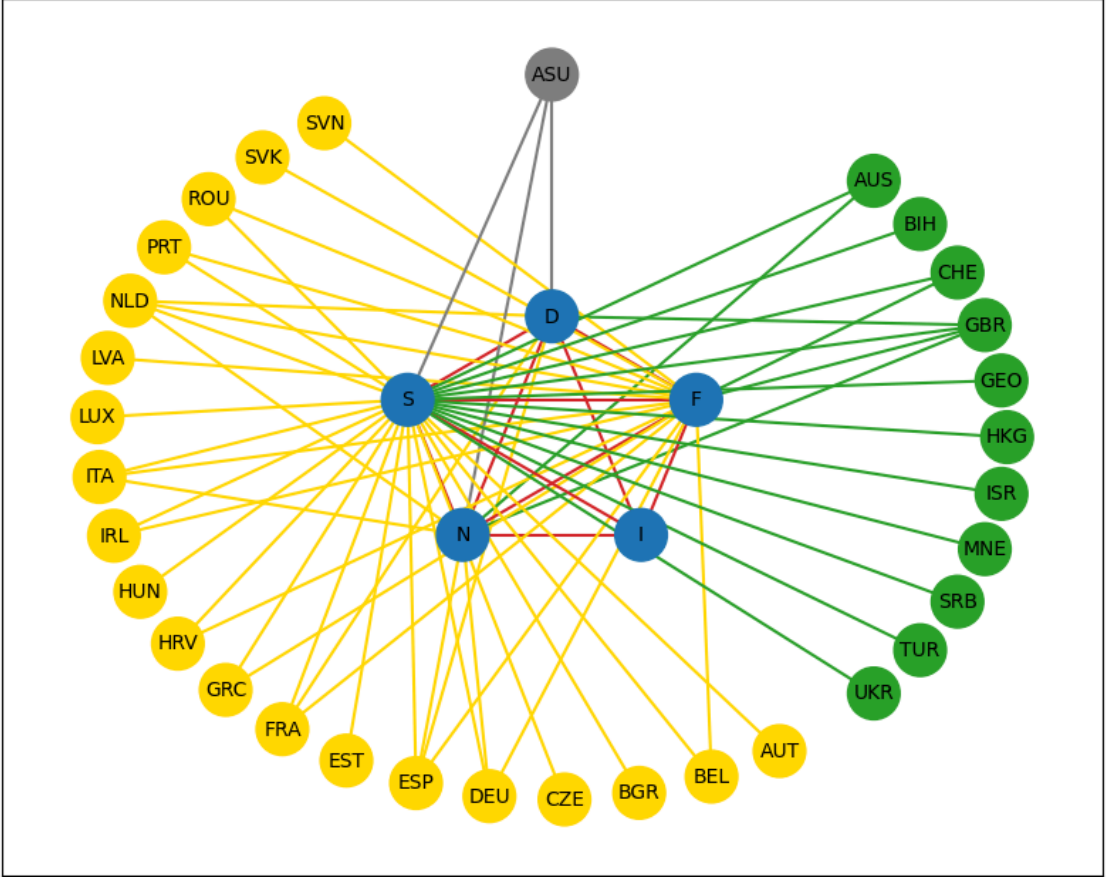 ASU
SVN
SVK
ROU
PRT
NLD
LVA
LUX
ITA
IRL
HUN
HRV
GRC
FRA
EST
ESP
DEU
CZE
BGR
BEL
AUT
D
S
F
N
I
AUS
BIH
CHE
GBR
GEO
HKG
ISR
MNE
SRB
TUR
UKR